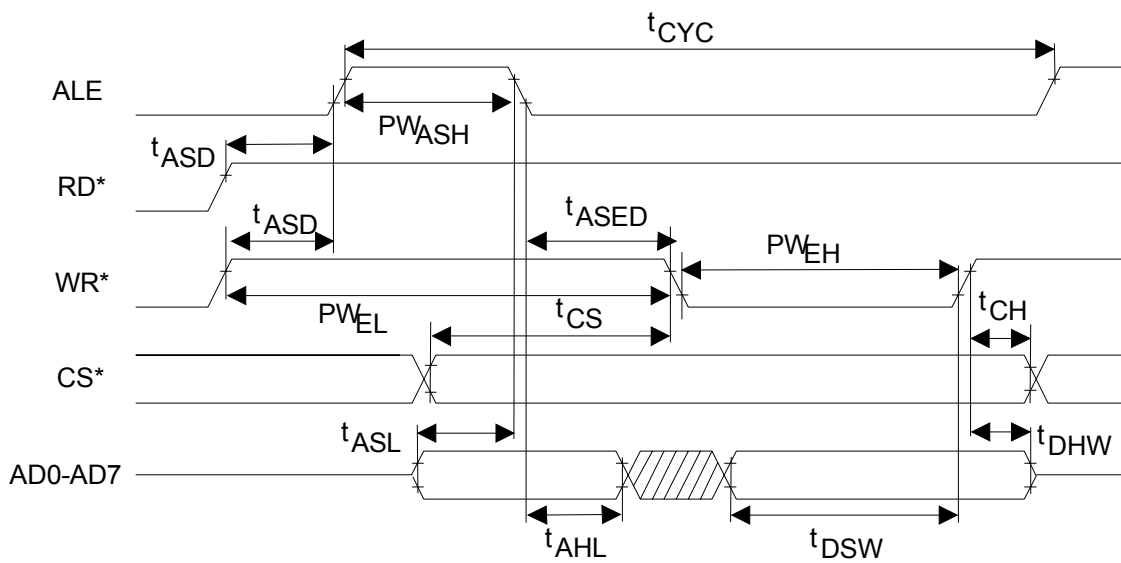 tCYC
ALE
PWASH
tASD
RD*
tASD
tASED
PWEH
WR*
PWEL
tCS
tCH
CS*
tASL
tDHW
AD0-AD7
tAHL
tDSW